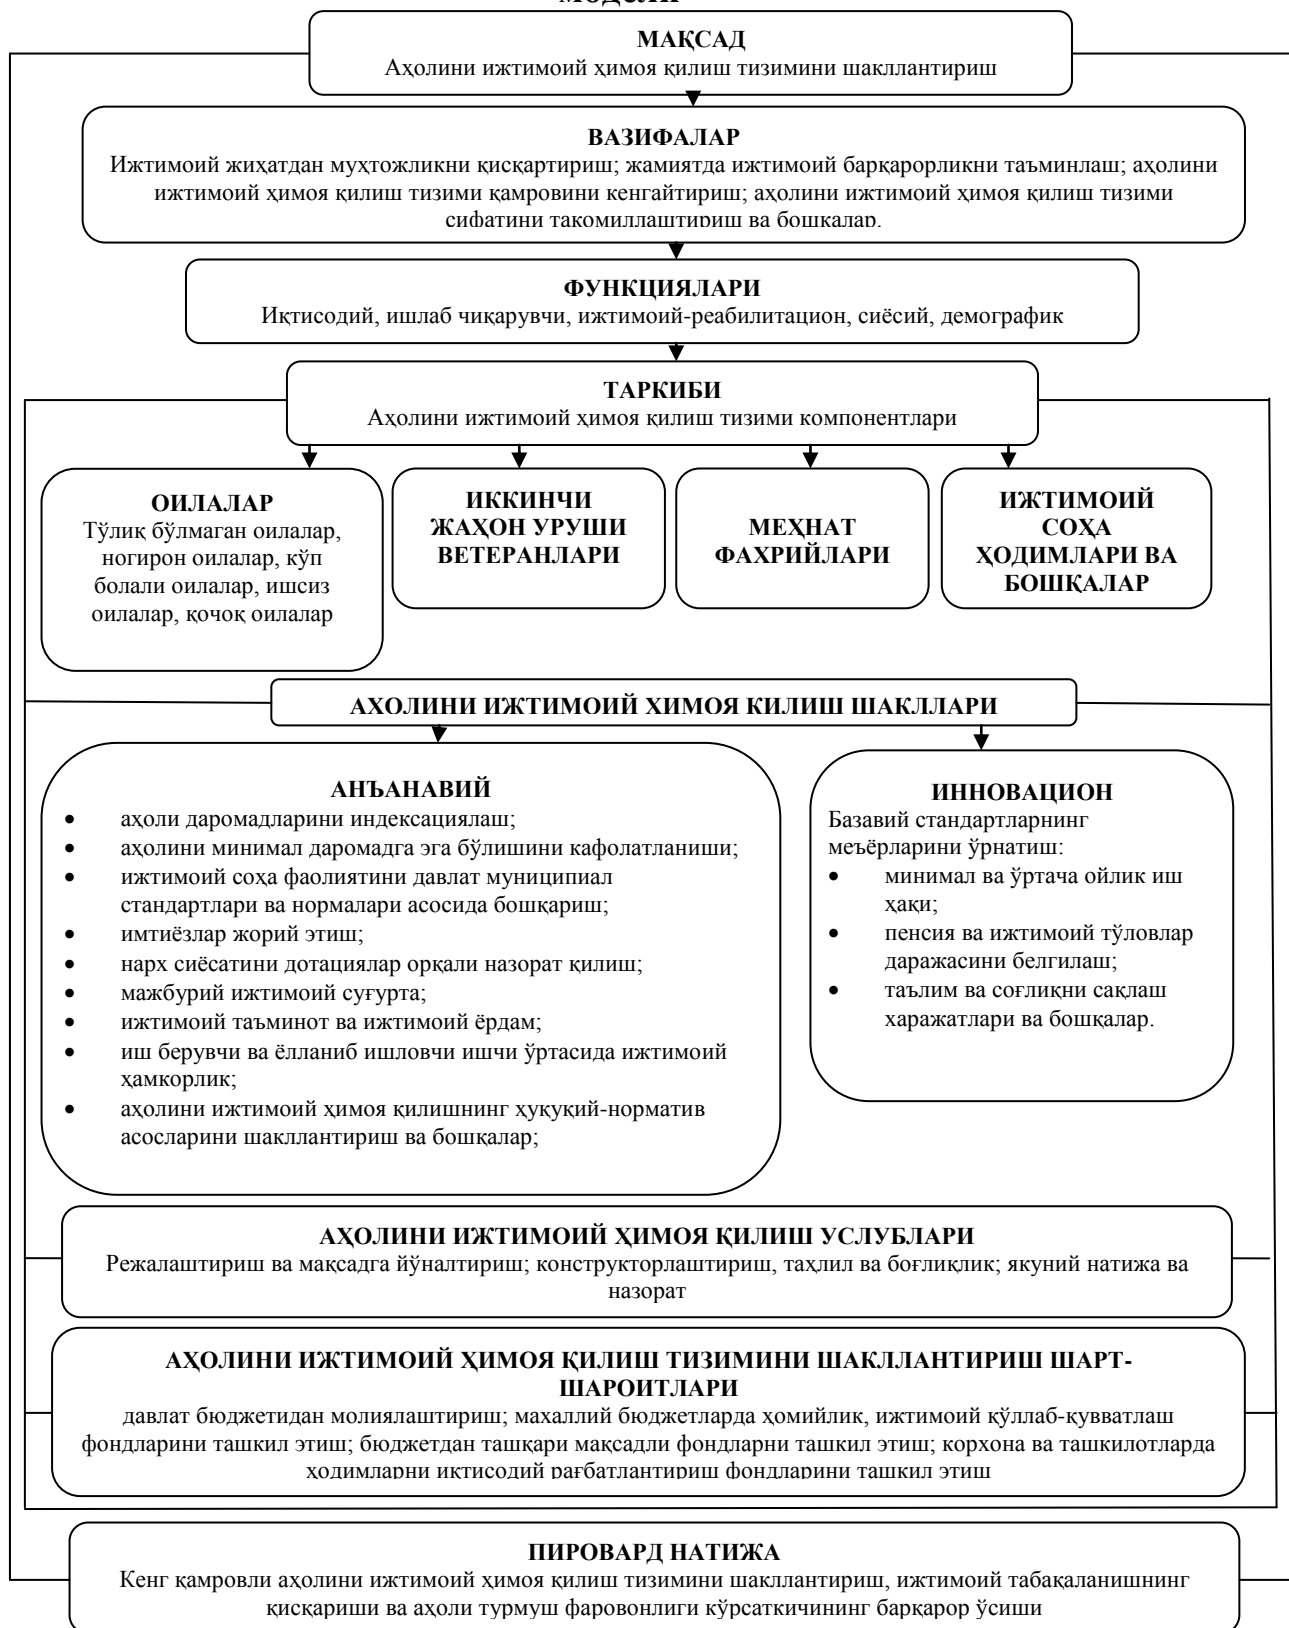 модели
МАҚСАД
Аҳолини ижтимоий ҳимоя қилиш тизимини шакллантириш
ВАЗИФАЛАР
Ижтимоий жиҳатдан муҳтожликни қисқартириш; жамиятда ижтимоий барқарорликни таъминлаш; аҳолини
ижтимоий ҳимоя қилиш тизими қамровини кенгайтириш; аҳолини ижтимоий ҳимоя қилиш тизими
сифатини такомиллаштириш ва бошқалар.
ФУНКЦИЯЛАРИ
Иқтисодий, ишлаб чиқарувчи, ижтимоий-реабилитацион, сиёсий, демографик
ТАРКИБИ
Аҳолини ижтимоий ҳимоя қилиш тизими компонентлари
ОИЛАЛАР
Тўлиқ бўлмаган оилалар,
ногирон оилалар, кўп
болали оилалар, ишсиз
оилалар, қочоқ оилалар
ИККИНЧИ
ЖАҲОН УРУШИ
ВЕТЕРАНЛАРИ
МЕҲНАТ
ФАХРИЙЛАРИ
ИЖТИМОИЙ
СОҲА
ҲОДИМЛАРИ ВА
БОШҚАЛАР
АҲОЛИНИ ИЖТИМОИЙ ҲИМОЯ ҚИЛИШ ШАКЛЛАРИ
АНЪАНАВИЙ
• аҳоли даромадларини индексациялаш;
• аҳолини минимал даромадга эга бўлишини кафолатланиши;
• ижтимоий соҳа фаолиятини давлат муниципиал
стандартлари ва нормалари асосида бошқариш;
• имтиёзлар жорий этиш;
• нарх сиёсатини дотациялар орқали назорат қилиш;
• мажбурий ижтимоий суғурта;
• ижтимоий таъминот ва ижтимоий ёрдам;
• иш берувчи ва ёлланиб ишловчи ишчи ўртасида ижтимоий
ҳамкорлик;
• аҳолини ижтимоий ҳимоя қилишнинг ҳуқуқий-норматив
асосларини шакллантириш ва бошқалар;
ИННОВАЦИОН
Базавий стандартларнинг
меъёрларини ўрнатиш:
• минимал ва ўртача ойлик иш
ҳақи;
• пенсия ва ижтимоий тўловлар
даражасини белгилаш;
• таълим ва соғлиқни сақлаш
харажатлари ва бошқалар.
АҲОЛИНИ ИЖТИМОИЙ ҲИМОЯ ҚИЛИШ УСЛУБЛАРИ
Режалаштириш ва мақсадга йўналтириш; конструкторлаштириш, таҳлил ва боғлиқлик; якуний натижа ва
назорат
АҲОЛИНИ ИЖТИМОИЙ ҲИМОЯ ҚИЛИШ ТИЗИМИНИ ШАКЛЛАНТИРИШ ШАРТ-
ШАРОИТЛАРИ
давлат бюджетидан молиялаштириш; махаллий бюджетларда ҳомийлик, ижтимоий қўллаб-қувватлаш
фондларини ташкил этиш; бюджетдан ташқари мақсадли фондларни ташкил этиш; корхона ва ташкилотларда
ходимларни иқтисодий рағбатлантириш фондларини ташкил этиш
ПИРОВАРД НАТИЖА
Кенг қамровли аҳолини ижтимоий ҳимоя қилиш тизимини шакллантириш, ижтимоий табақаланишнинг
қисқариши ва аҳоли турмуш фаровонлиги кўрсаткичининг барқарор ўсиши